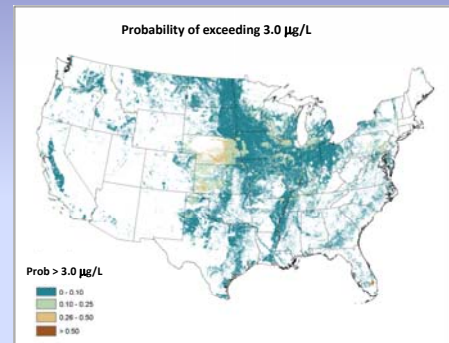 Probability of exceeding 3.0 µg/L
Prob > 3.0 µg/L
0 - 0.10
0.10 - 0.25
0.26 - 0.50
> 0.50